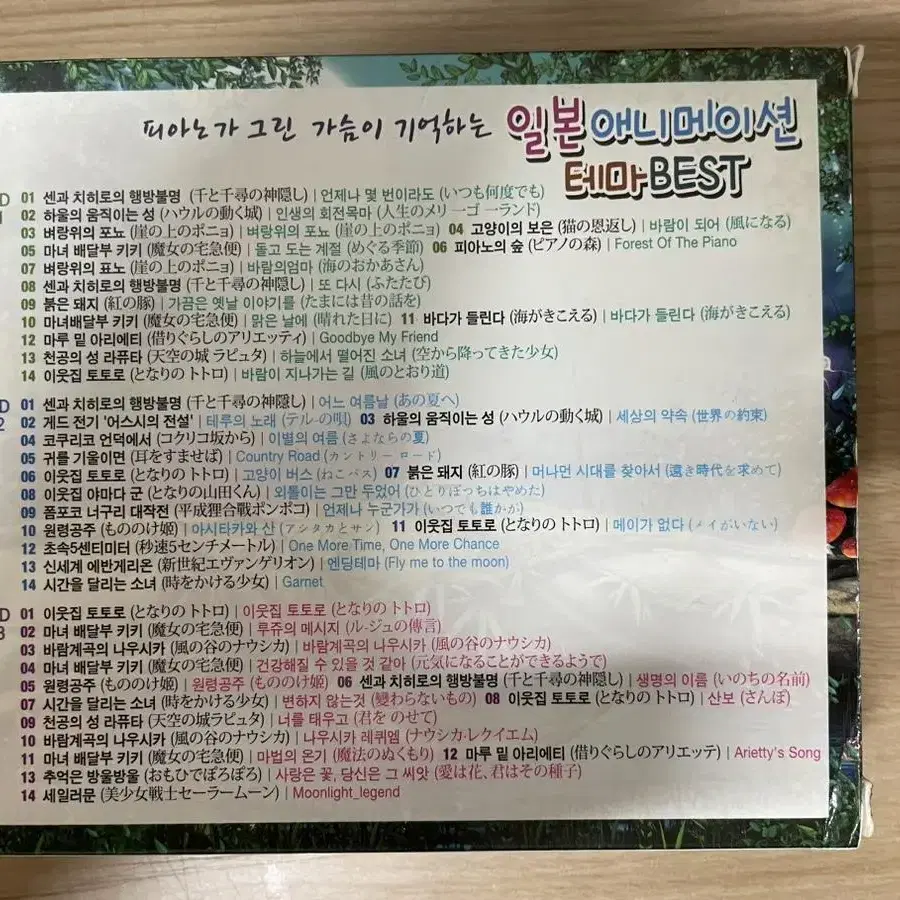 피아노가 그린 가슴이 기억하는 일본 애니메이션
테마BEST
D 01 센과 치히로의 행방불명 (千と千尋の神隠し) | 언제나 몇 번이라도 (いつも何度でも)
1 02 하울의 움직이는 성 (ハウルの動く城) | 인생의 회전목마 (人生のメリ ーゴ ーランド)
03 벼랑위의 포뇨 (崖の上のポニョ) | 벼랑위의 포뇨 (崖の上のポニョ) 04 고양이의 보은 (猫の恩返し) | 바람이 되어 (風になる)
05 마녀 배달부 키키 (魔女の宅急便) | 돌고 도는 계절 (めぐる季節) 06 피아노의 숲 (ピアノの森) | Forest Of The Piano
07 벼랑위의 표노 (崖の上のポニョ) | 바람의엄마 (海のおかあさん)
08 센과 치히로의 행방불명 (千と千尋の神隠し) | 또 다시 (ふたたび)
09 붉은 돼지 (紅の豚) | 가끔은 옛날 이야기를 (たまには昔の話を)
10 마녀배달부 키키 (魔女の宅急便) | 맑은 날에 (晴れた日に) 11 바다가 들린다 (海がきこえる) | 바다가 들린다 (海がきこえる)
12 마루 밑 아리에티 (借りぐらしのアリエッティ) | Goodbye My Friend
13 천공의 성 라퓨타 (天空の城 ラピュタ) | 하늘에서 떨어진 소녀 (空から降ってきた少女)
14 이웃집 토토로 (となりの トトロ) | 바람이 지나가는 길 (風のとおり道)
D 01 센과 치히로의 행방불명 (千と千尋の神隠し) | 어느 여름날 (あの夏へ)
2 02 게드 전기 '어스시의 전설' | 테루의 노래 (テル-の唄) 03 하울의 움직이는 성 (ハウルの動く城) | 세상의 약속 (世界の約束)
04 코쿠리코 언덕에서 (コクリコ坂から) | 이별의 여름 (さよならの夏)
05 귀를 기울이면 (耳をすませば) | Country Road (カントリー ロード)
06 이웃집 토토로 (となりの トトロ) | 고양이 버스 (ねこバス) 07 붉은 돼지 (紅の豚) | 머나먼 시대를 찾아서 (遠き時代を求めて)
08 이웃집 야마다 군 (となりの山田くん) | 외톨이는 그만 두었어 (ひとりぼっちはやめた)
09 폼포코 너구리 대작전 (平成狸合戦ポンポコ) | 언제나 누군가가 (いつでも誰かが)
10 원령공주 (もののけ姫) | 아시타카와 산 (アシタカとサン) 11 이웃집 토토로 (となりの トトロ) | 메이가 없다 (メイがいない)
12 초속5센티미터 (秒速5センチメートル) | One More Time, One More Chance
13 신세계 에반게리온 (新世紀エヴァンゲリオン) | 엔딩테마 (Fly me to the moon)
14 시간을 달리는 소녀 (時をかける少女) | Garnet
D 01 이웃집 토토로 (となりの トトロ) | 이웃집 토토로 (となりの トトロ)
3 02 마녀 배달부 키키 (魔女の宅急便) | 루쥬의 메시지 (ル-ジュの傳言)
03 바람계곡의 나우시카 (風の谷のナウシカ) | 바람계곡의 나우시카 (風の谷のナウシカ)
04 마녀 배달부 키키 (魔女の宅急便) | 건강해질 수 있을 것 같아 (元気になることができるようで)
05 원령공주 (もののけ姫) | 원령공주 (もののけ姫) 06 센과 치히로의 행방불명 (千と千尋の神隠し) | 생명의 이름 (いのちの名前)
07 시간을 달리는 소녀 (時をかける少女) | 변하지 않는것 (變わらないもの) 08 이웃집 토토로 (となりの トトロ) | 산보 (さんぽ)
09 천공의 성 라퓨타 (天空の城ラピュタ) | 너를 태우고 (君を のせて)
10 바람계곡의 나우시카 (風の谷のナウシカ) | 나우시카 레퀴엠 (ナウシカ·レクイエム)
11 마녀 배달부 키키 (魔女の宅急便) | 마법의 온기 (魔法のぬくもり) 12 마루 밑 아리에티 (借りぐらしのアリエッテ) | Arietty's Song
13 추억은 방울방울 (おもひでぽろぽろ) | 사랑은 꽃, 당신은 그 씨앗 (愛は花、君はその種子)
14 세일러문 (美少女戦士セーラームーン) | Moonlight_legend